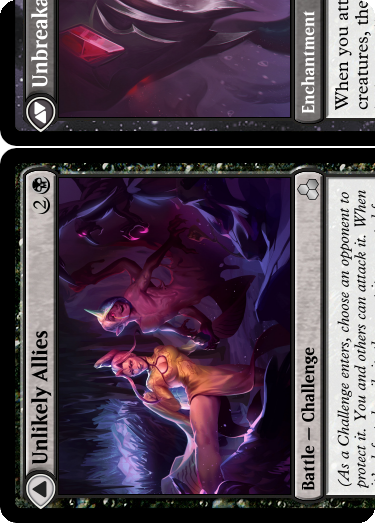 Unbreaka
Enchantment
When you att
creatures, the
Unlikely Allies
2
Battle — Challenge
(As a Challenge enters, choose an opponent to
protect it. You and others can attack it. When